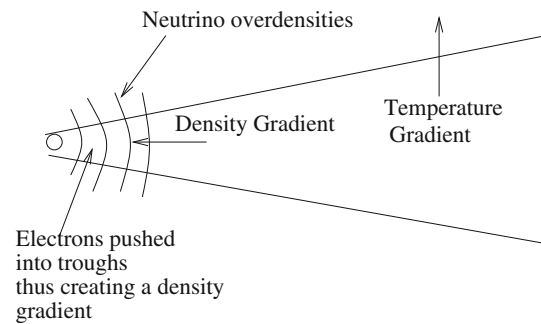 Neutrino overdensities
Density Gradient
Temperature
Gradient
Electrons pushed
into troughs
thus creating a density
gradient